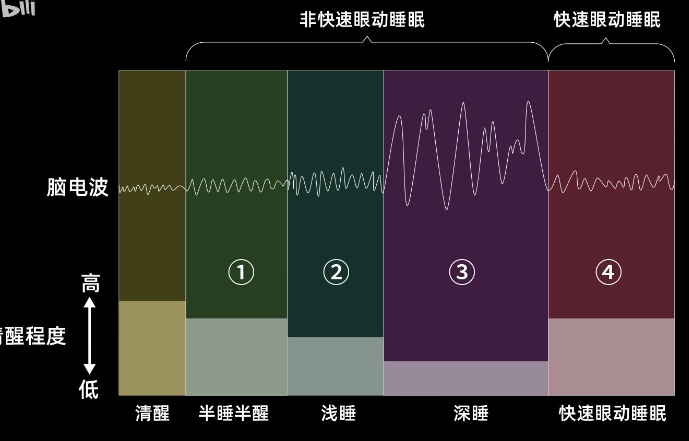 bili
非快速眼动睡眠 快速眼动睡眠
脑电波
① ② ③ ④
高
清醒程度
低
清醒 半睡半醒 浅睡 深睡 快速眼动睡眠